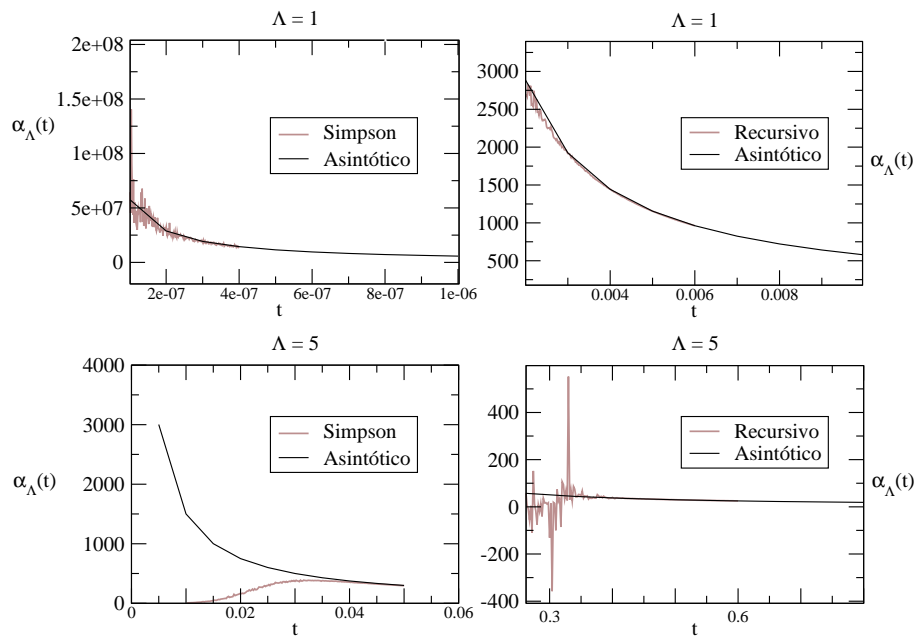 Λ = 1
2e+08
1.5e+08
1e+08
5e+07
0
α_Λ(t)
Simpson
Asintótico
2e-07
4e-07
6e-07
8e-07
1e-06
t
Λ = 1
3000
2500
2000
1500
1000
500
Recursivo
Asintótico
α_Λ(t)
0.004
0.006
0.008
t
Λ = 5
4000
3000
2000
1000
0
α_Λ(t)
Simpson
Asintótico
0
0.02
0.04
0.06
t
Λ = 5
400
200
0
-200
-400
Recursivo
Asintótico
α_Λ(t)
0.3
0.6
t